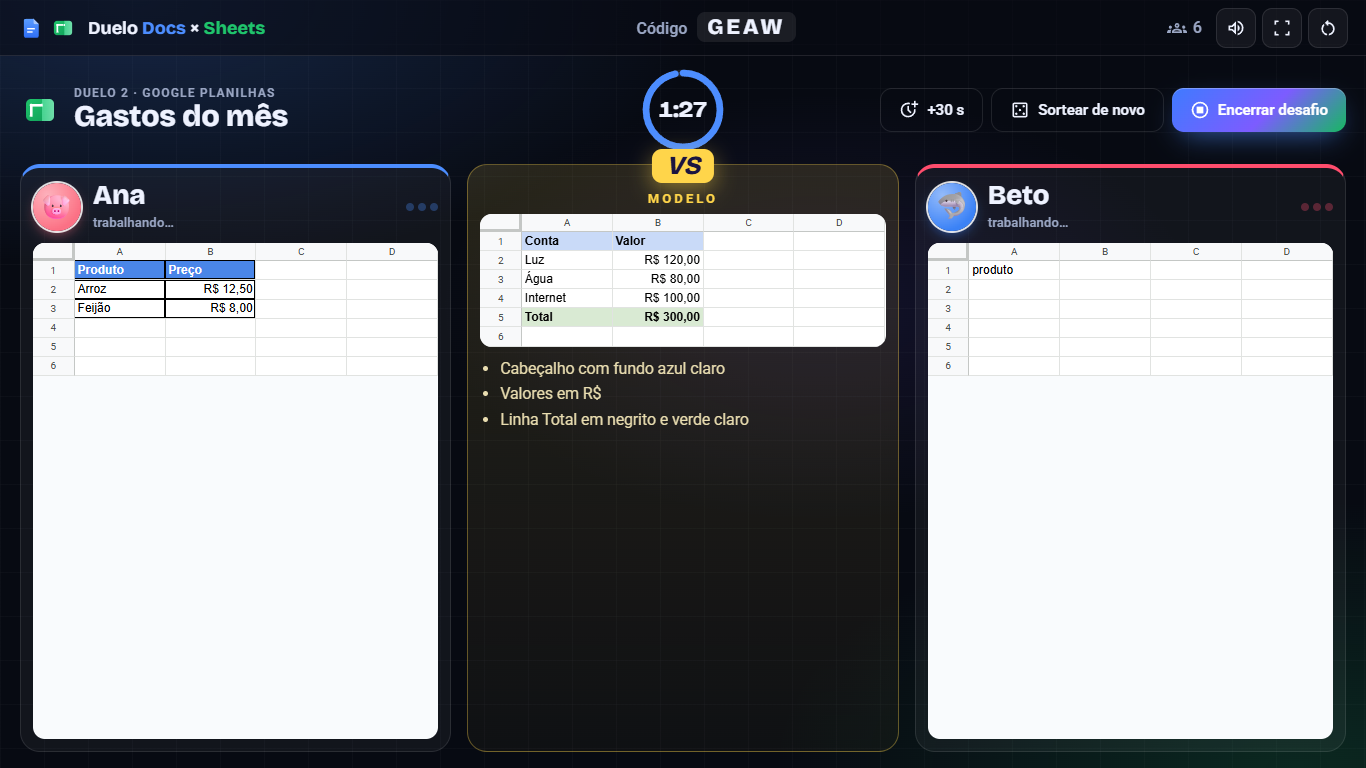 Duelo Docs × Sheets
Código GEAW
6
DUELO 2 · GOOGLE PLANILHAS
Gastos do mês
1:27
+30 s
Sortear de novo
Encerrar desafio
Ana
trabalhando...
A B C D
1 Produto Preço
2 Arroz R$ 12,50
3 Feijão R$ 8,00
4
5
6
VS
MODELO
A B C D
1 Conta Valor
2 Luz R$ 120,00
3 Água R$ 80,00
4 Internet R$ 100,00
5 Total R$ 300,00
6
• Cabeçalho com fundo azul claro
• Valores em R$
• Linha Total em negrito e verde claro
Beto
trabalhando...
A B C D
1 produto
2
3
4
5
6